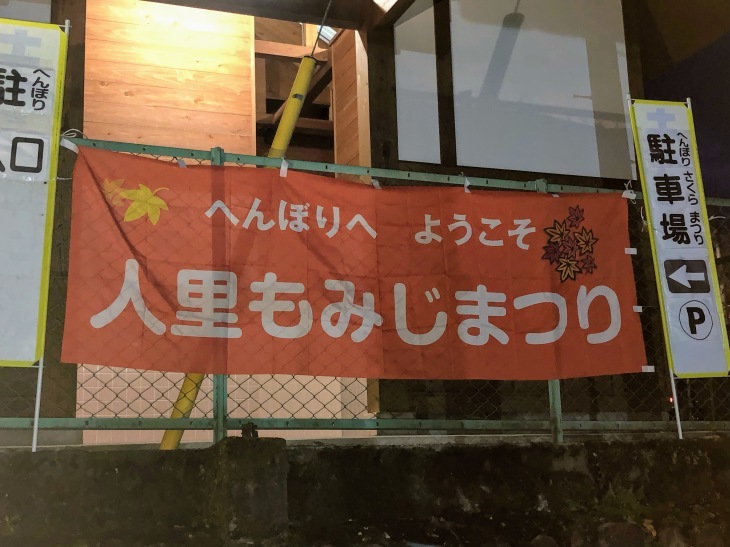 へんぼり
駐
口
へんぼりへ ようこそ
人里もみじまつり
へんぼり さくら まつり
駐車場
P